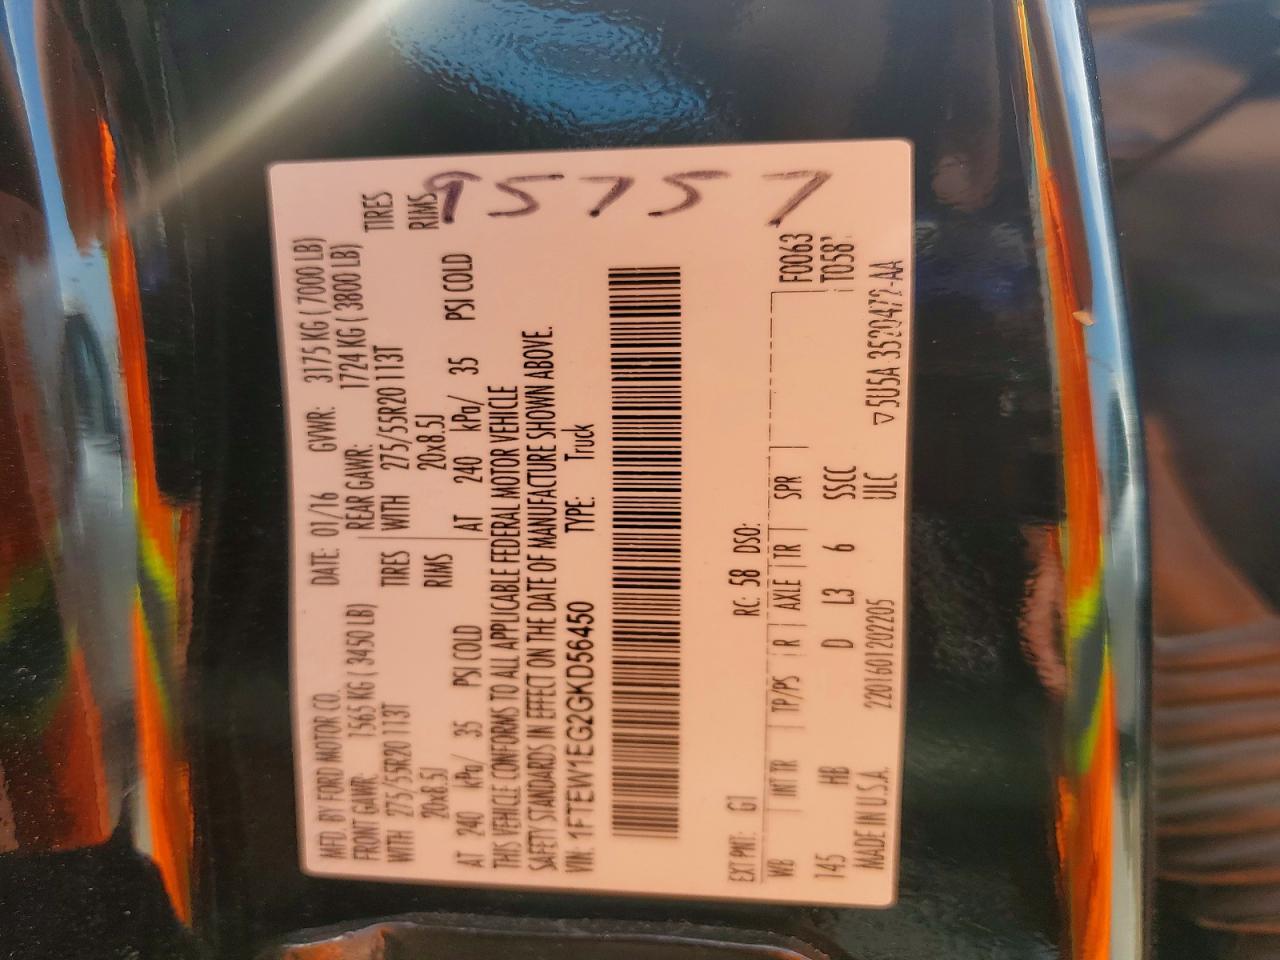 MFD. BY FORD MOTOR CO.
DATE: 01/16 GVWR: 3175 KG ( 7000 LB)
FRONT GAWR: 1565 KG ( 3450 LB) REAR GAWR: 1724 KG ( 3800 LB)
WITH 275/55R20 113T TIRES WITH 275/55R20 113T TIRES
20x8.5J RIMS 20x8.5J RIMS
AT 240 kPa/ 35 PSI COLD AT 240 kPa/ 35 PSI COLD
THIS VEHICLE CONFORMS TO ALL APPLICABLE FEDERAL MOTOR VEHICLE
SAFETY STANDARDS IN EFFECT ON THE DATE OF MANUFACTURE SHOWN ABOVE.
VIN: 1FTEW1EG2GKD56450 TYPE: Truck
95757
EXT PNT: G1 RC: 58 DSO:
WB INT TR TP/PS R AXLE TR SPR F0063
145 HB D L3 6 SSCC T0581
MADE IN U.S.A. 220160120205 ULC ▽5U5A 3520472-AA